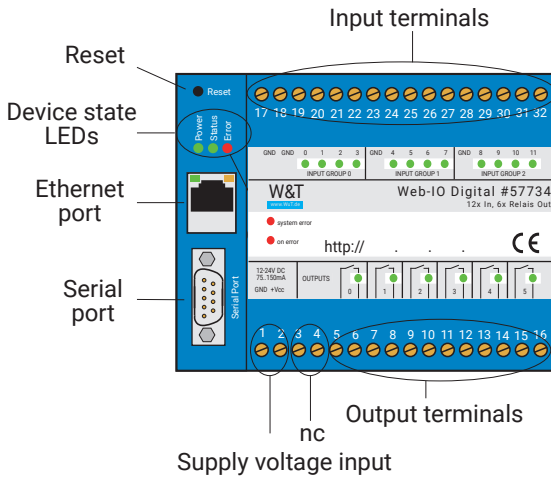 Input terminals
Reset
Reset
17 18 19 20 21 22 23 24 25 26 27 28 29 30 31 32
Device state
LEDs
Power
Status
Error
GND GND 0 1 2 3 GND 4 5 6 7 GND 8 9 10 11
INPUT GROUP 0 INPUT GROUP 1 INPUT GROUP 2
Ethernet
port
W&T
www.WuT.de
Web-IO Digital #57734
12x In, 6x Relais Out
system error
on error
http:// . . .
CE
Serial
port
Serial Port
12-24V DC
75..150mA
GND +Vcc
OUTPUTS
0 1 2 3 4 5
1 2 3 4 5 6 7 8 9 10 11 12 13 14 15 16
Output terminals
nc
Supply voltage input